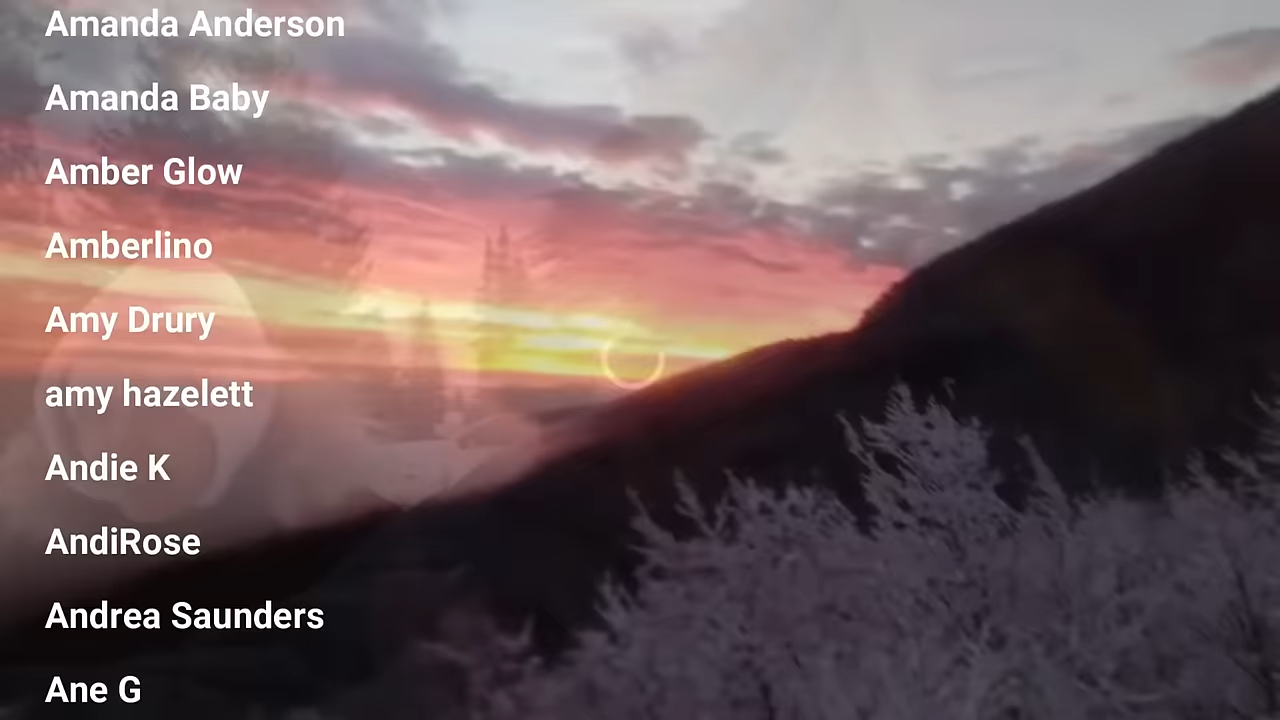 Amanda Anderson
Amanda Baby
Amber Glow
Amberlino
Amy Drury
amy hazelett
Andie K
AndiRose
Andrea Saunders
Ane G